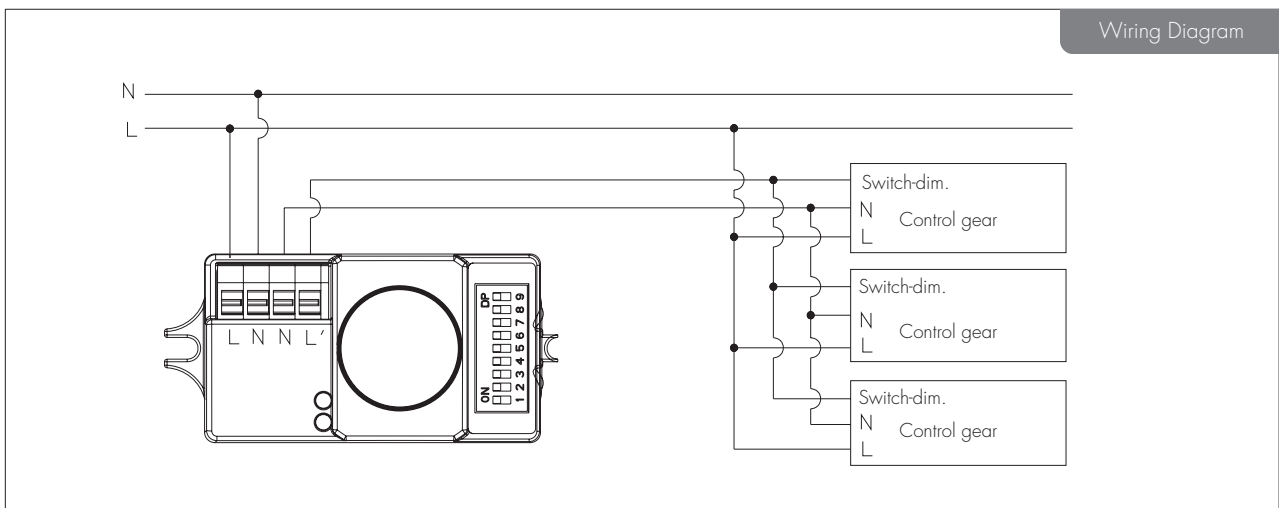 Wiring Diagram
N
L
Switch-dim.
N
Control gear
L
Switch-dim.
N
Control gear
L
Switch-dim.
N
Control gear
L
L N N L′
ON DP
1 2 3 4 5 6 7 8 9